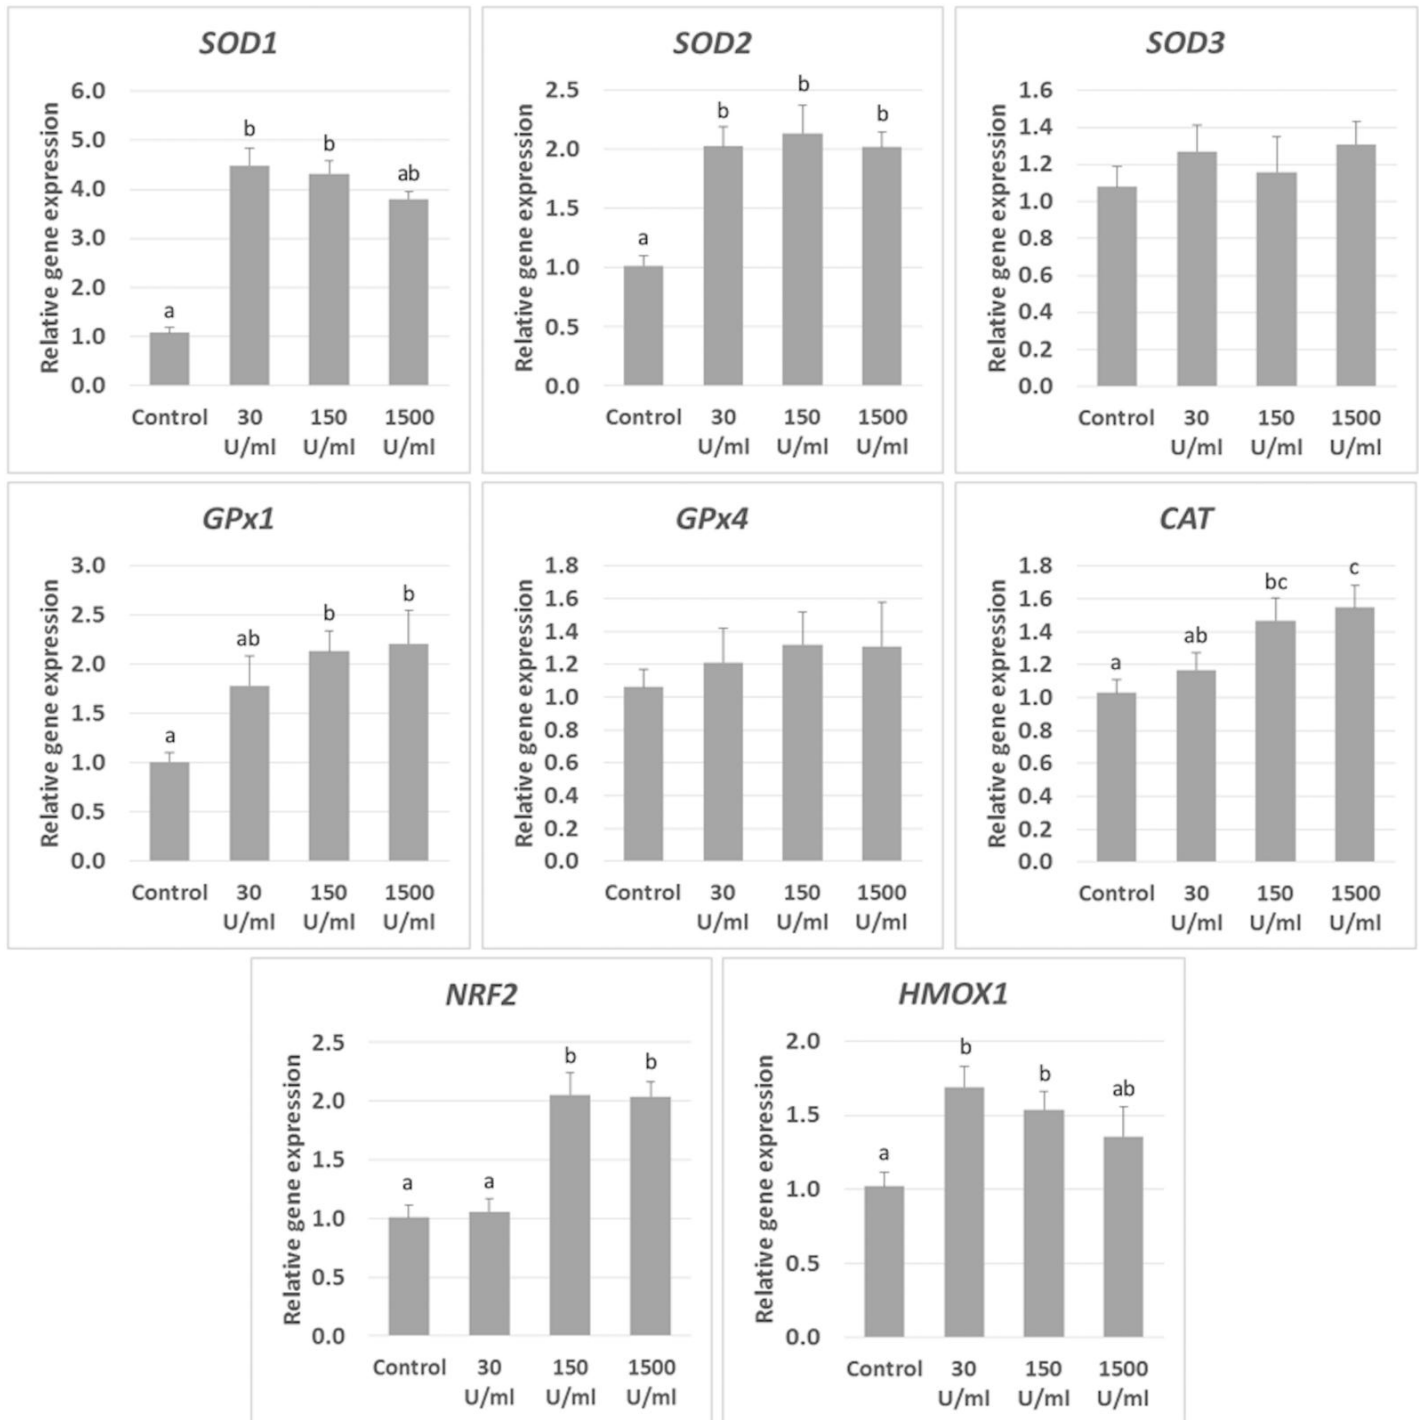 SOD1
Relative gene expression
6.0
5.0
4.0
3.0
2.0
1.0
0.0
a
b
b
ab
Control 30 150 1500
U/ml U/ml U/ml
SOD2
Relative gene expression
2.5
2.0
1.5
1.0
0.5
0.0
a
b
b
b
Control 30 150 1500
U/ml U/ml U/ml
SOD3
Relative gene expression
1.6
1.4
1.2
1.0
0.8
0.6
0.4
0.2
0.0
Control 30 150 1500
U/ml U/ml U/ml
GPx1
Relative gene expression
3.0
2.5
2.0
1.5
1.0
0.5
0.0
a
ab
b
b
Control 30 150 1500
U/ml U/ml U/ml
GPx4
Relative gene expression
1.8
1.6
1.4
1.2
1.0
0.8
0.6
0.4
0.2
0.0
Control 30 150 1500
U/ml U/ml U/ml
CAT
Relative gene expression
1.8
1.6
1.4
1.2
1.0
0.8
0.6
0.4
0.2
0.0
a
ab
bc
c
Control 30 150 1500
U/ml U/ml U/ml
NRF2
Relative gene expression
2.5
2.0
1.5
1.0
0.5
0.0
a
a
b
b
Control 30 150 1500
U/ml U/ml U/ml
HMOX1
Relative gene expression
2.0
1.5
1.0
0.5
0.0
a
b
b
ab
Control 30 150 1500
U/ml U/ml U/ml